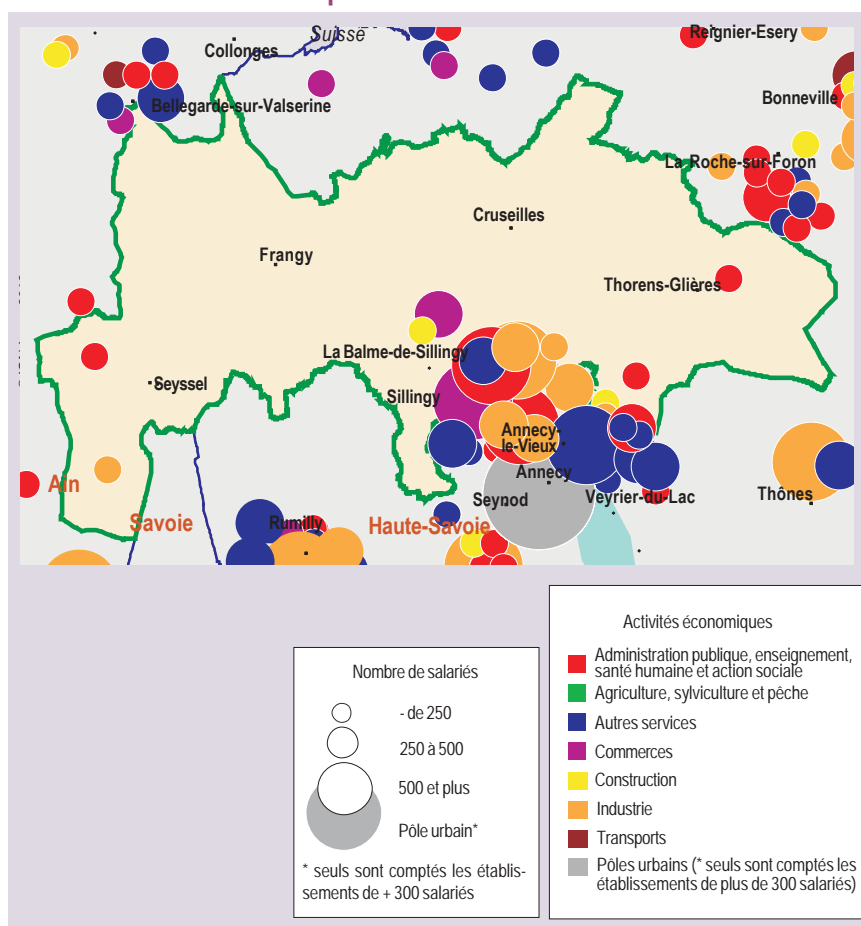 Suisse
Reignier-Esery
Collonges
Bellegarde-sur-Valserine
Bonneville
La Roche-sur-Foron
Cruseilles
Frangy
Thorens-Glières
La Balme-de-Sillingy
Seyssel
Sillingy
Annecy-
le-Vieux
Annecy
Ain
Seynod
Veyrier-du-Lac
Thônes
Savoie
Rumilly
Haute-Savoie
Nombre de salariés
- de 250
250 à 500
500 et plus
Pôle urbain*
* seuls sont comptés les établis-
sements de + 300 salariés
Activités économiques
Administration publique, enseignement,
santé humaine et action sociale
Agriculture, sylviculture et pêche
Autres services
Commerces
Construction
Industrie
Transports
Pôles urbains (* seuls sont comptés les
établissements de plus de 300 salariés)